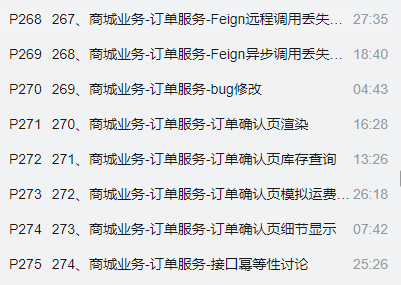 P268 267、商城业务-订单服务-Feign远程调用丢失… 27:35
P269 268、商城业务-订单服务-Feign异步调用丢失… 18:40
P270 269、商城业务-订单服务-bug修改 04:43
P271 270、商城业务-订单服务-订单确认页渲染 16:28
P272 271、商城业务-订单服务-订单确认页库存查询 13:26
P273 272、商城业务-订单服务-订单确认页模拟运费… 26:18
P274 273、商城业务-订单服务-订单确认页细节显示 07:42
P275 274、商城业务-订单服务-接口幂等性讨论 25:26